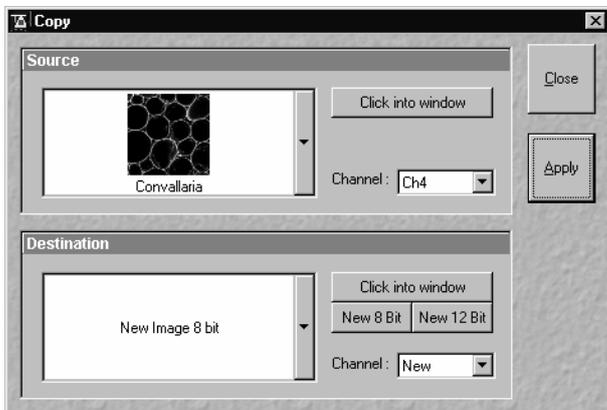 Copy
Source
Click into window
Convallaria
Channel : Ch4
Close
Apply
Destination
New Image 8 bit
Click into window
New 8 Bit New 12 Bit
Channel : New